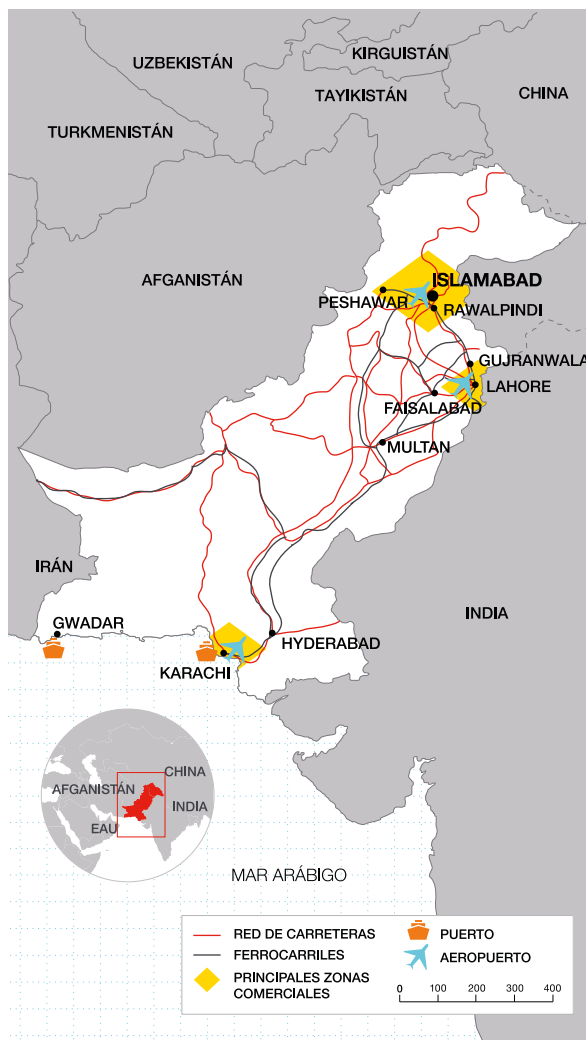 UZBEKISTÁN
KIRGUISTÁN
TAYIKISTÁN
CHINA
TURKMENISTÁN
AFGANISTÁN
ISLAMABAD
PESHAWAR
RAWALPINDI
GUJRANWALA
LAHORE
FAISALABAD
MULTAN
IRÁN
INDIA
GWADAR
HYDERABAD
KARACHI
CHINA
AFGANISTÁN
INDIA
EAU
MAR ARÁBIGO
RED DE CARRETERAS
FERROCARRILES
PRINCIPALES ZONAS
COMERCIALES
PUERTO
AEROPUERTO
0 100 200 300 400